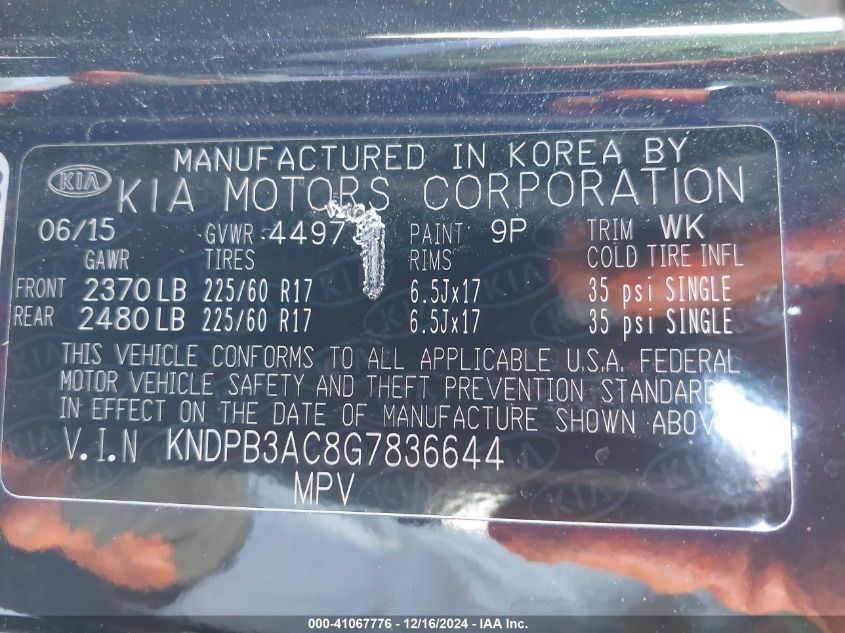 MANUFACTURED IN KOREA BY
KIA KIA MOTORS CORPORATION
06/15 GVWR 4497 PAINT 9P TRIM WK
GAWR TIRES RIMS COLD TIRE INFL
FRONT 2370 LB 225/60 R17 6.5Jx17 35 psi SINGLE
REAR 2480 LB 225/60 R17 6.5Jx17 35 psi SINGLE
THIS VEHICLE CONFORMS TO ALL APPLICABLE U.S.A. FEDERAL
MOTOR VEHICLE SAFETY AND THEFT PREVENTION STANDARD
IN EFFECT ON THE DATE OF MANUFACTURE SHOWN ABOVE
V.I.N KNDPB3AC8G7836644
MPV
000-41067776 - 12/16/2024 - IAA Inc.